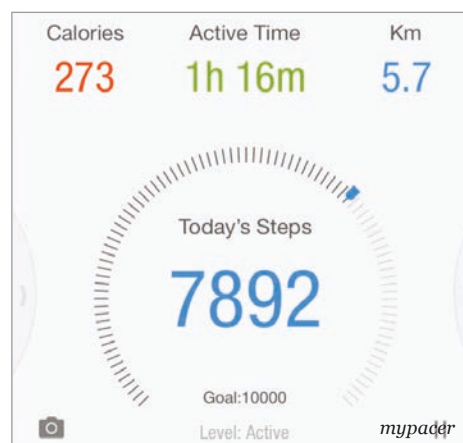 Calories Active Time Km
273 1h 16m 5.7
Today's Steps
7892
Goal:10000
Level: Active
mypacer